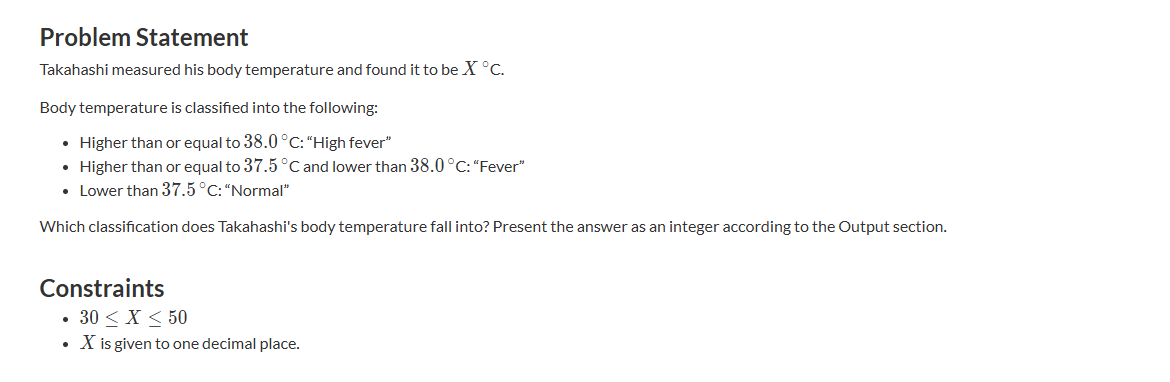 Problem Statement
Takahashi measured his body temperature and found it to be X °C.
Body temperature is classified into the following:
• Higher than or equal to 38.0 °C: “High fever”
• Higher than or equal to 37.5 °C and lower than 38.0 °C: “Fever”
• Lower than 37.5 °C: “Normal”
Which classification does Takahashi's body temperature fall into? Present the answer as an integer according to the Output section.
Constraints
• 30 ≤ X ≤ 50
• X is given to one decimal place.